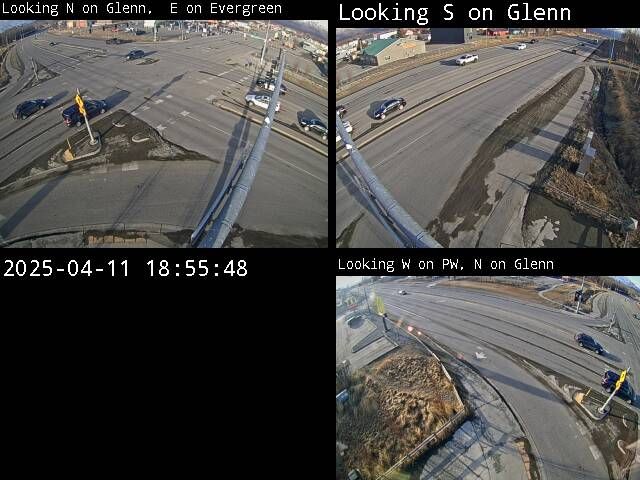 Looking N on Glenn, E on Evergreen
Looking S on Glenn
2025-04-11 18:55:48
Looking W on PW, N on Glenn